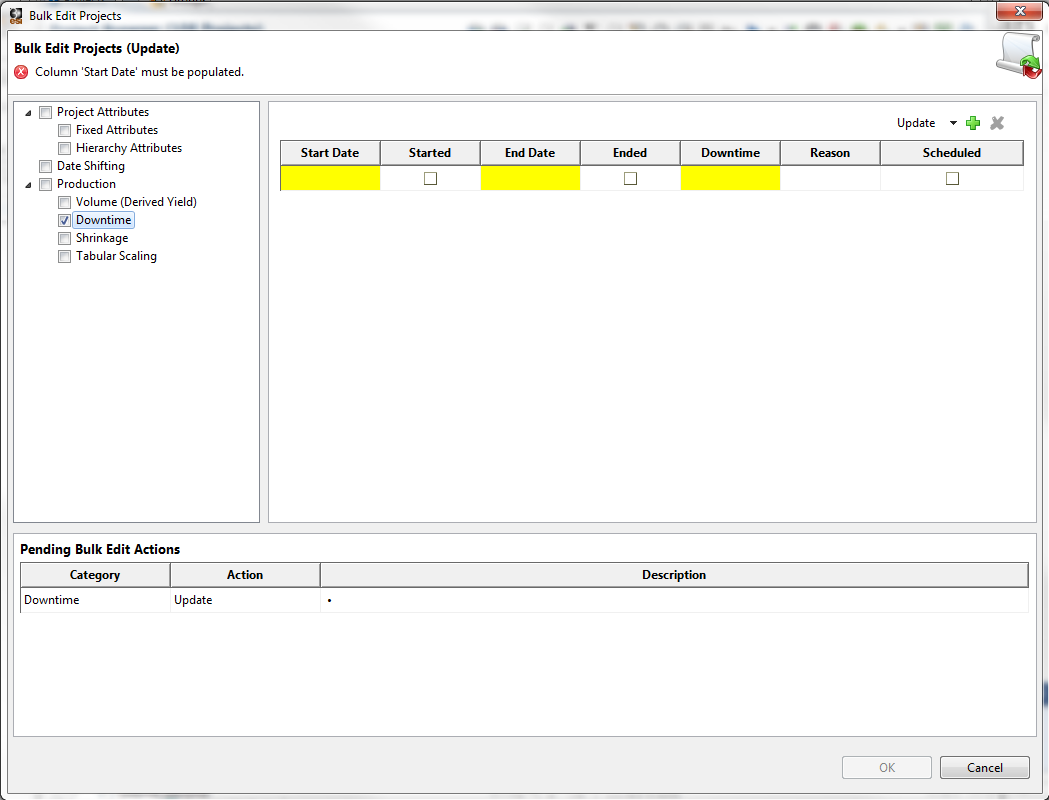 Bulk Edit Projects
Bulk Edit Projects (Update)
Column 'Start Date' must be populated.
Project Attributes
Fixed Attributes
Hierarchy Attributes
Date Shifting
Production
Volume (Derived Yield)
Downtime
Shrinkage
Tabular Scaling
Update
Start Date Started End Date Ended Downtime Reason Scheduled
Pending Bulk Edit Actions
Category Action Description
Downtime Update •
OK Cancel